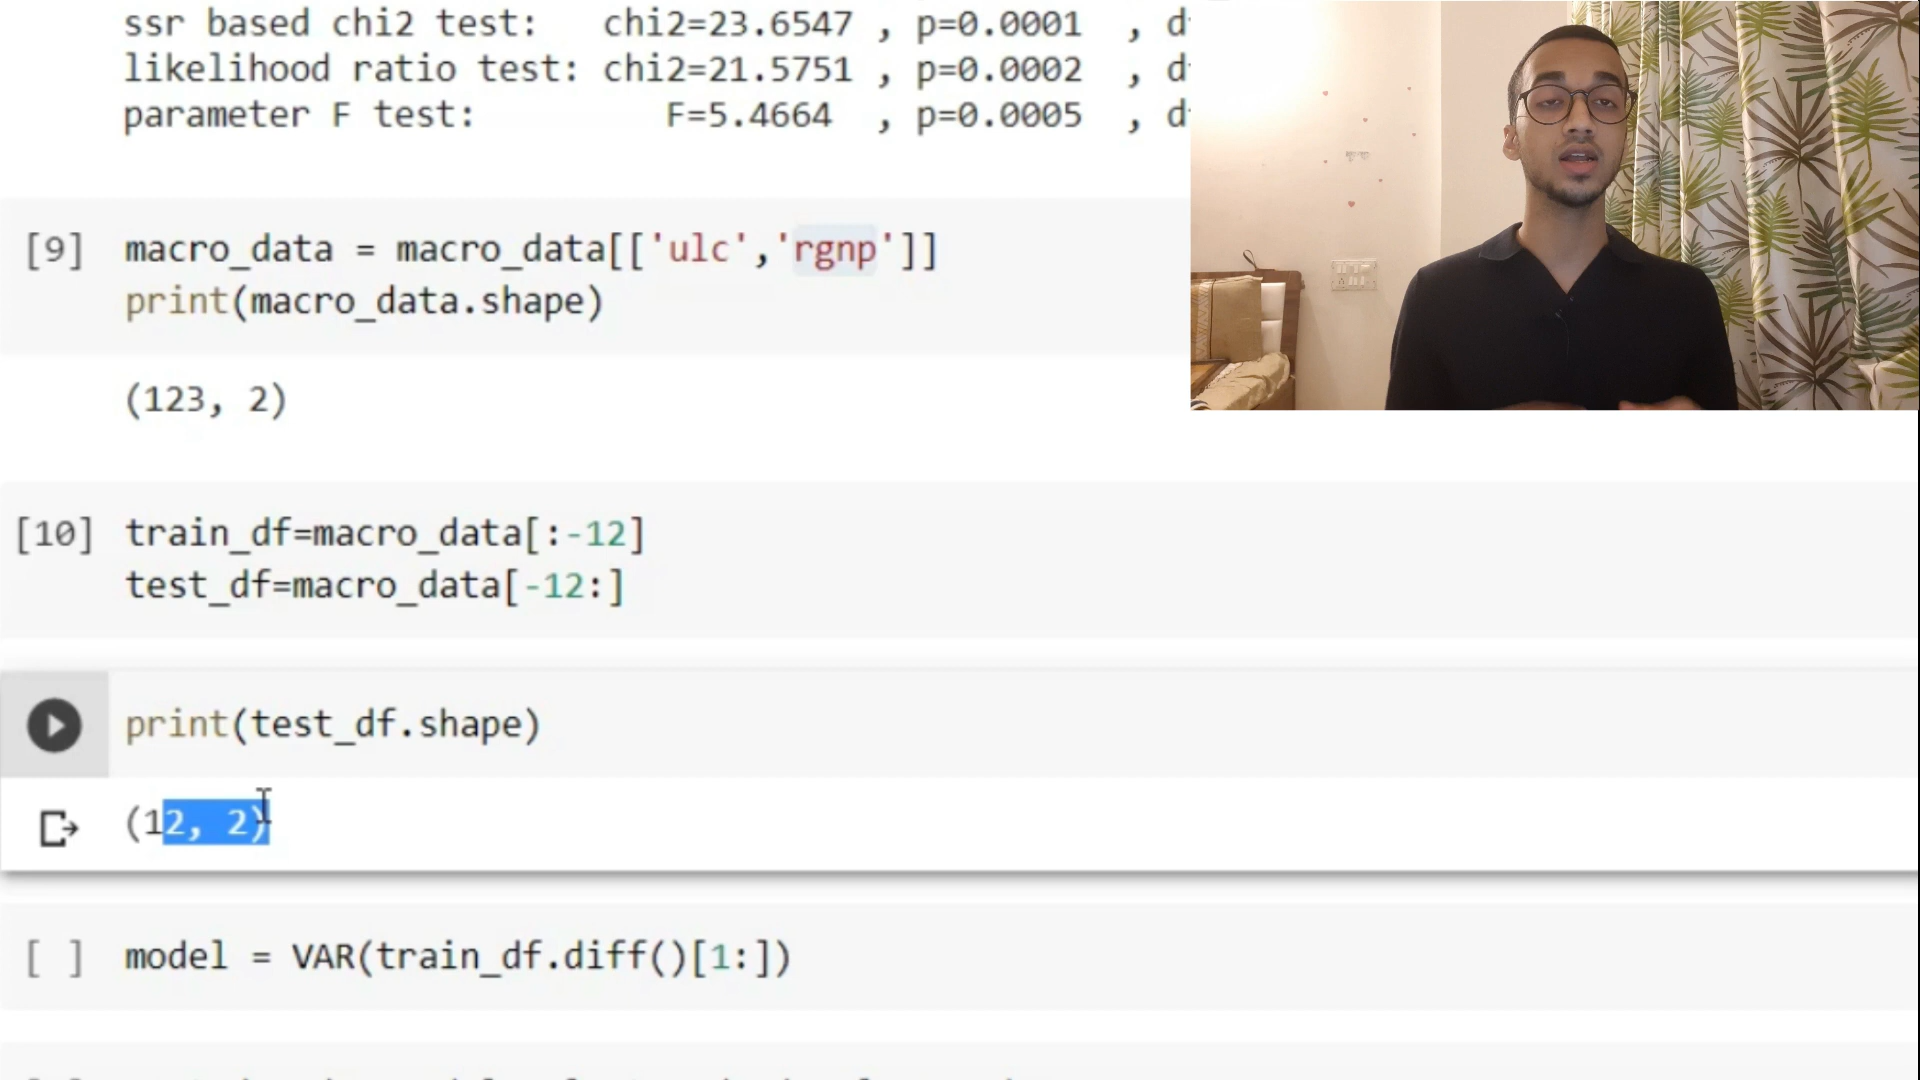 ssr based chi2 test:   chi2=23.6547 , p=0.0001  , d
likelihood ratio test: chi2=21.5751 , p=0.0002  , d
parameter F test:         F=5.4664  , p=0.0005  , d
[9] macro_data = macro_data[['ulc','rgnp']]
print(macro_data.shape)
(123, 2)
[10] train_df=macro_data[:-12]
test_df=macro_data[-12:]
print(test_df.shape)
(12, 2)
[ ] model = VAR(train_df.diff()[1:])